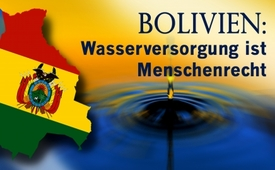 BOLIVIEN:
Wasserversorgung ist
Menschenrecht